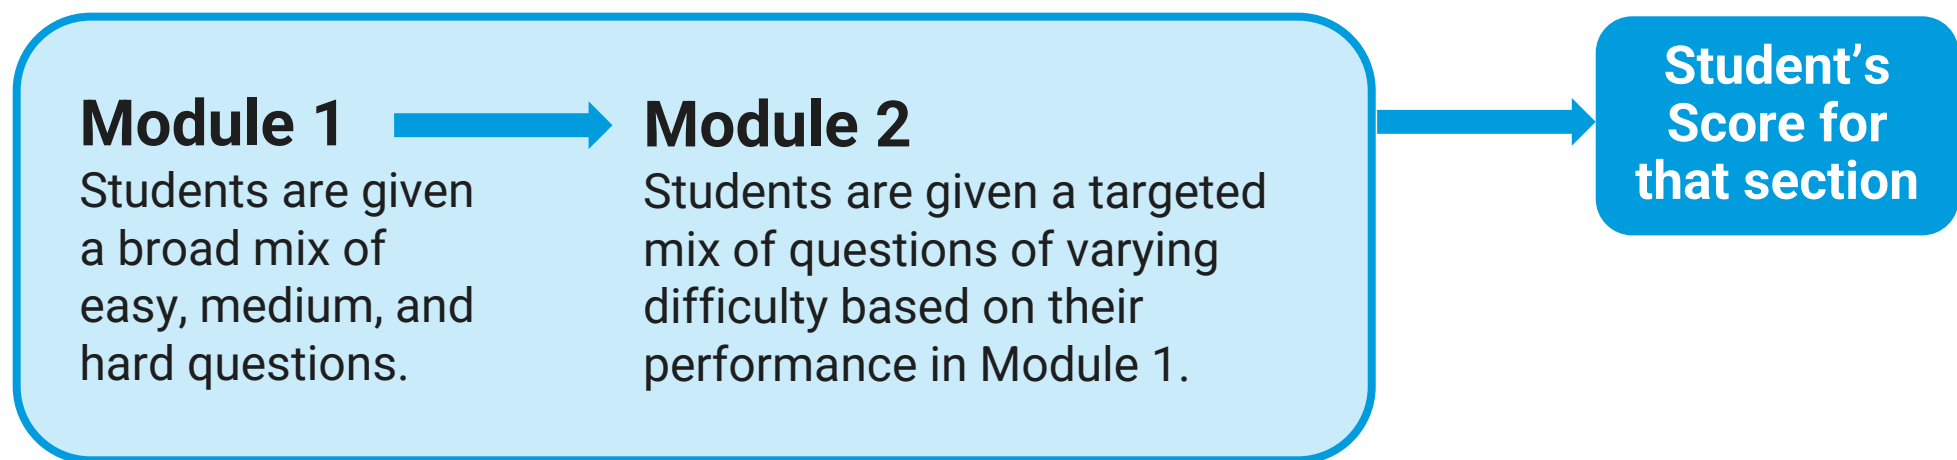 Module 1
Students are given
a broad mix of
easy, medium, and
hard questions.
Module 2
Students are given a targeted
mix of questions of varying
difficulty based on their
performance in Module 1.
Student’s
Score for
that section